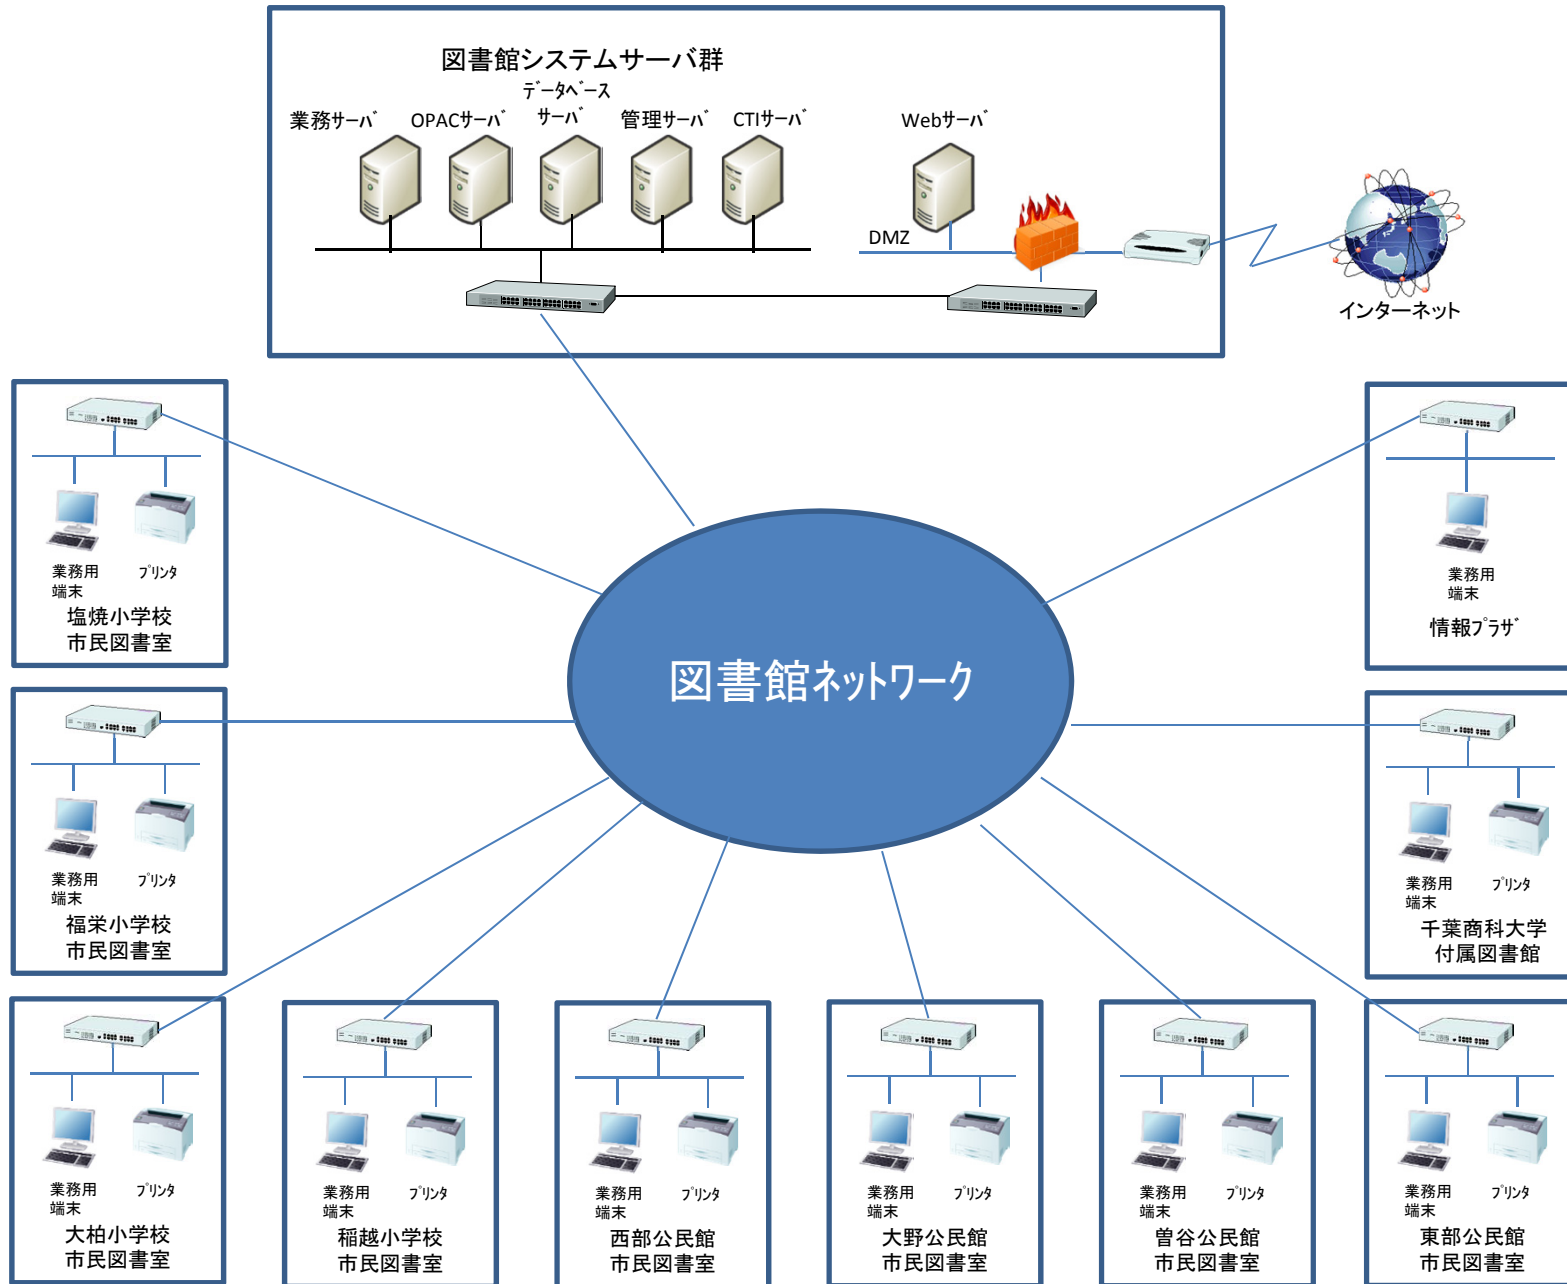 図書館システムサーバ群
業務ｻｰﾊﾞ
OPACｻｰﾊﾞ
ﾃﾞｰﾀﾍﾞｰｽ
ｻｰﾊﾞ
管理ｻｰﾊﾞ
CTIｻｰﾊﾞ
Webｻｰﾊﾞ
DMZ
インターネット
業務用
端末
ﾌﾟﾘﾝﾀ
塩焼小学校
市民図書室
業務用
端末
情報ﾌﾟﾗｻﾞ
図書館ﾈｯﾄﾜｰｸ
業務用
端末
ﾌﾟﾘﾝﾀ
福栄小学校
市民図書室
業務用
端末
ﾌﾟﾘﾝﾀ
千葉商科大学
付属図書館
業務用
端末
ﾌﾟﾘﾝﾀ
大柏小学校
市民図書室
業務用
端末
ﾌﾟﾘﾝﾀ
稲越小学校
市民図書室
業務用
端末
ﾌﾟﾘﾝﾀ
西部公民館
市民図書室
業務用
端末
ﾌﾟﾘﾝﾀ
大野公民館
市民図書室
業務用
端末
ﾌﾟﾘﾝﾀ
曽谷公民館
市民図書室
業務用
端末
ﾌﾟﾘﾝﾀ
東部公民館
市民図書室